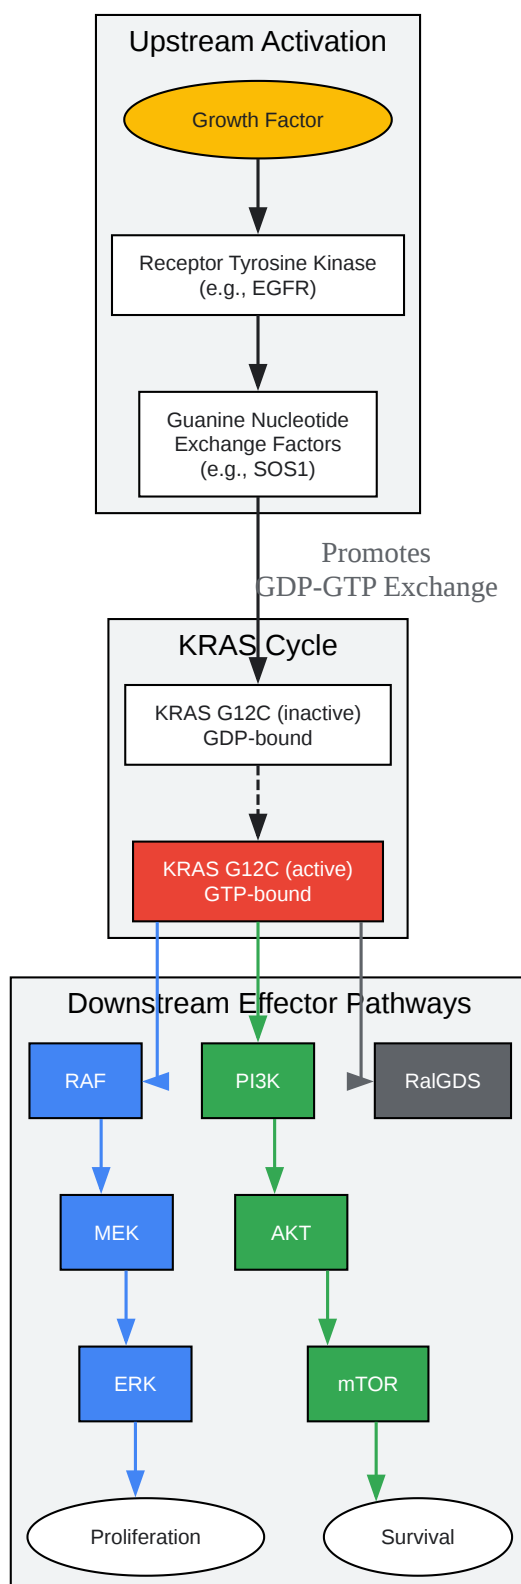 Upstream Activation
Growth Factor
Receptor Tyrosine Kinase
(e.g., EGFR)
Guanine Nucleotide
Exchange Factors
(e.g., SOS1)
Promotes
GDP-GTP Exchange
KRAS Cycle
KRAS G12C (inactive)
GDP-bound
KRAS G12C (active)
GTP-bound
Downstream Effector Pathways
RAF
PI3K
RalGDS
MEK
AKT
ERK
mTOR
Proliferation
Survival